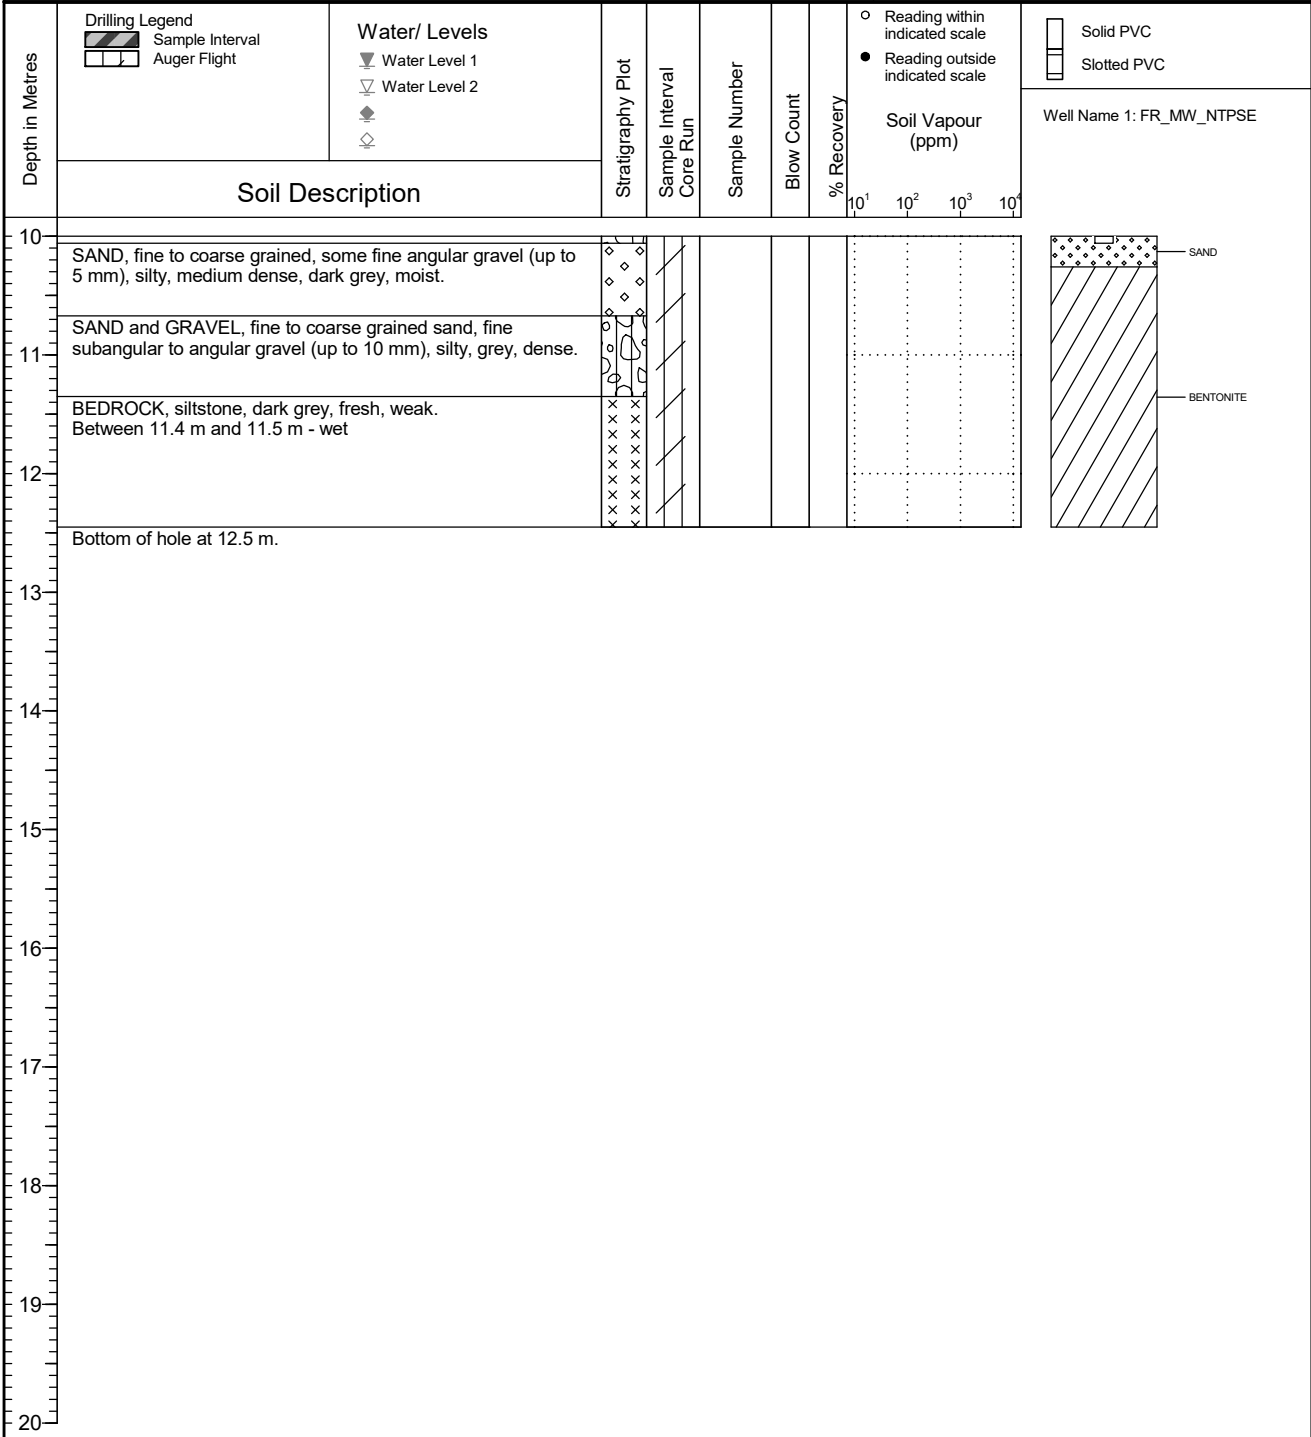 Depth in Metres
Drilling Legend
Sample Interval
Auger Flight
Water/ Levels
Water Level 1
Water Level 2
Soil Description
Stratigraphy Plot
Sample Interval
Core Run
Sample Number
Blow Count
% Recovery
Reading within
indicated scale
Reading outside
indicated scale
Soil Vapour
(ppm)
10¹ 10² 10³ 10⁴
Solid PVC
Slotted PVC
Well Name 1: FR_MW_NTPSE
10
SAND, fine to coarse grained, some fine angular gravel (up to
5 mm), silty, medium dense, dark grey, moist.
SAND
SAND and GRAVEL, fine to coarse grained sand, fine
subangular to angular gravel (up to 10 mm), silty, grey, dense.
11
BEDROCK, siltstone, dark grey, fresh, weak.
Between 11.4 m and 11.5 m - wet
BENTONITE
12
Bottom of hole at 12.5 m.
13
14
15
16
17
18
19
20